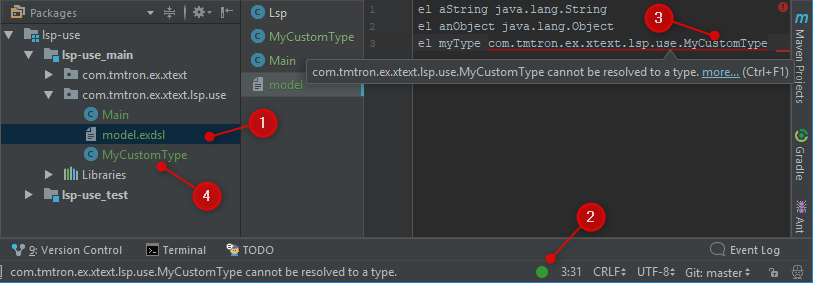 Packages
lsp-use
lsp-use_main
com.tmtron.ex.xtext
com.tmtron.ex.xtext.lsp.use
Main
model.exdsl
MyCustomType
Libraries
lsp-use_test
Lsp
MyCustomType
Main
model
1 el aString java.lang.String
2 el anObject java.lang.Object
3 el myType com.tmtron.ex.xtext.lsp.use.MyCustomType
com.tmtron.ex.xtext.lsp.use.MyCustomType cannot be resolved to a type. more... (Ctrl+F1)
1
2
3
4
Maven Projects
Gradle
Ant
9: Version Control
Terminal
TODO
Event Log
com.tmtron.ex.xtext.lsp.use.MyCustomType cannot be resolved to a type.
3:31
CRLF
UTF-8
Git: master